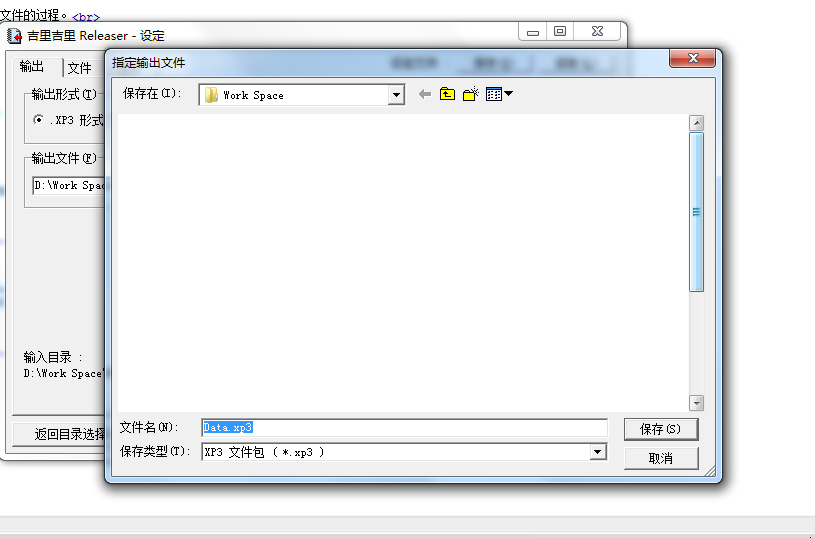 文件的过程。<br>
吉里吉里 Releaser - 设定
指定输出文件
输出
文件
保存在(I):
Work Space
输出形式(I)
.XP3 形式
输出文件(F)
D:\Work Spac
输入目录 :
D:\Work Space
返回目录选择
文件名(N):
Data.xp3
保存(S)
保存类型(T):
XP3 文件包 ( *.xp3 )
取消